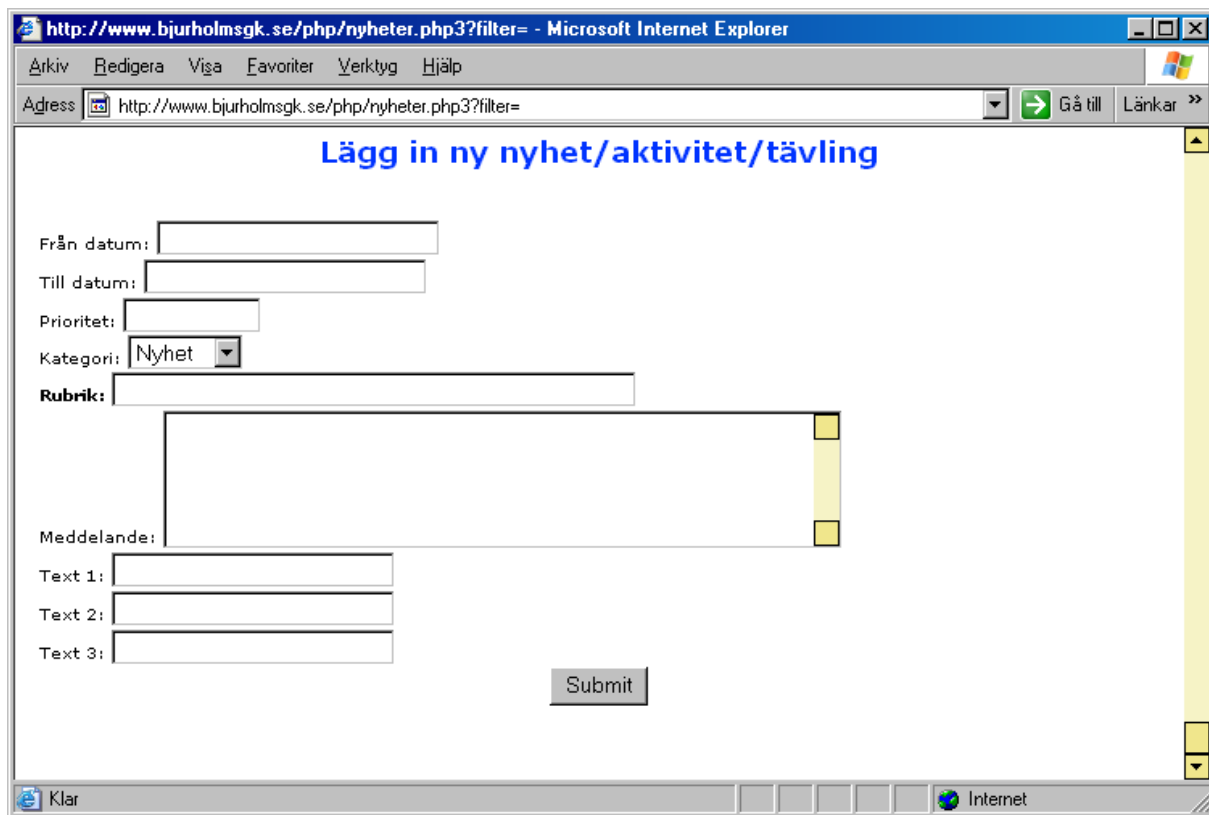 http://www.bjurholmsgk.se/php/nyheter.php3?filter= - Microsoft Internet Explorer
Arkiv Redigera Visa Favoriter Verktyg Hjälp
Adress http://www.bjurholmsgk.se/php/nyheter.php3?filter= Gå till Länkar »
Lägg in ny nyhet/aktivitet/tävling
Från datum:
Till datum:
Prioritet:
Kategori: Nyhet
Rubrik:
Meddelande:
Text 1:
Text 2:
Text 3:
Submit
Klar Internet